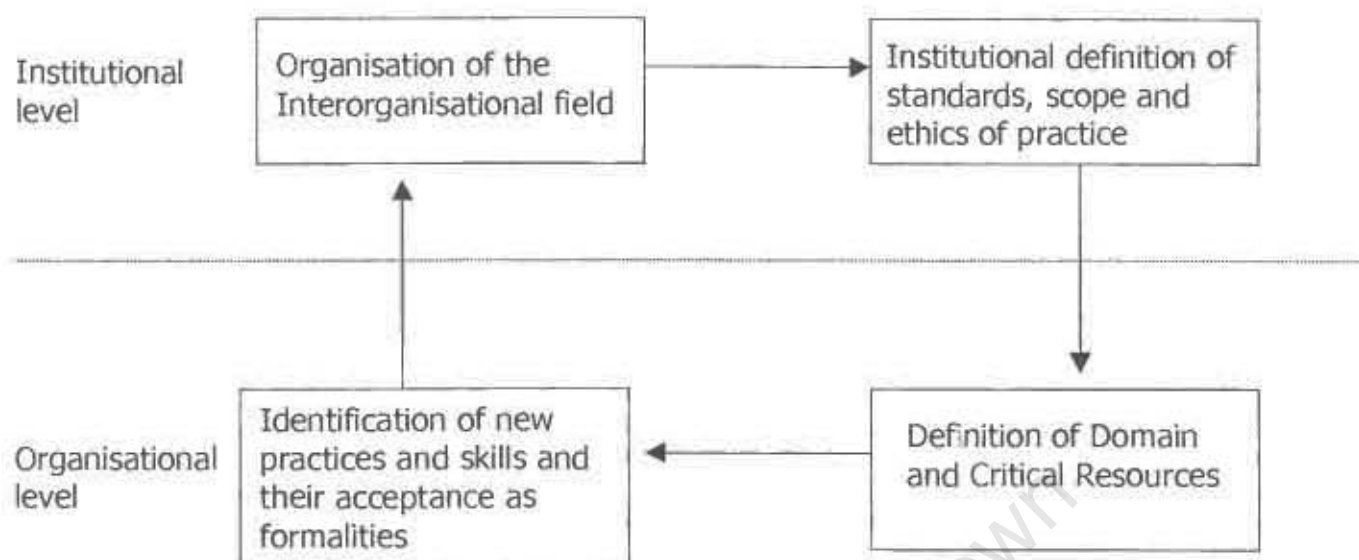 Institutional
level
Organisation of the
Interorganisational field
Institutional definition of
standards, scope and
ethics of practice
Organisational
level
Identification of new
practices and skills and
their acceptance as
formalities
Definition of Domain
and Critical Resources
own